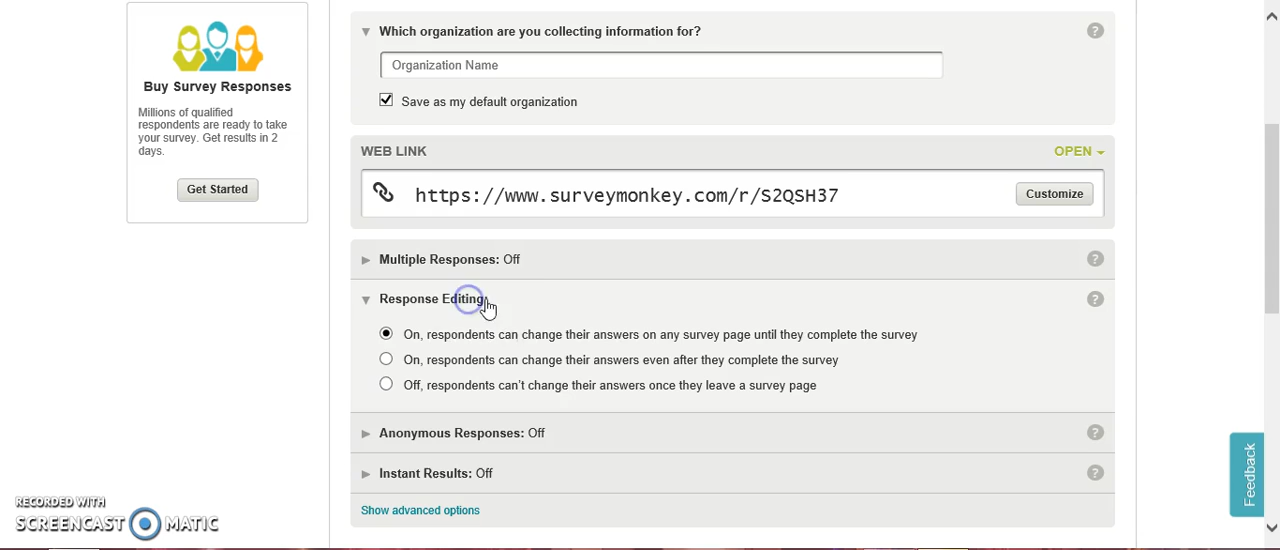 Buy Survey Responses
Millions of qualified
respondents are ready to take
your survey. Get results in 2
days.
Get Started
Which organization are you collecting information for?
?
Organization Name
Save as my default organization
WEB LINK
OPEN
https://www.surveymonkey.com/r/S2QSH37
Customize
Multiple Responses: Off
?
Response Editing
?
On, respondents can change their answers on any survey page until they complete the survey
On, respondents can change their answers even after they complete the survey
Off, respondents can't change their answers once they leave a survey page
Anonymous Responses: Off
?
Instant Results: Off
?
Show advanced options
Feedback
RECORDED WITH
SCREENCAST MATIC